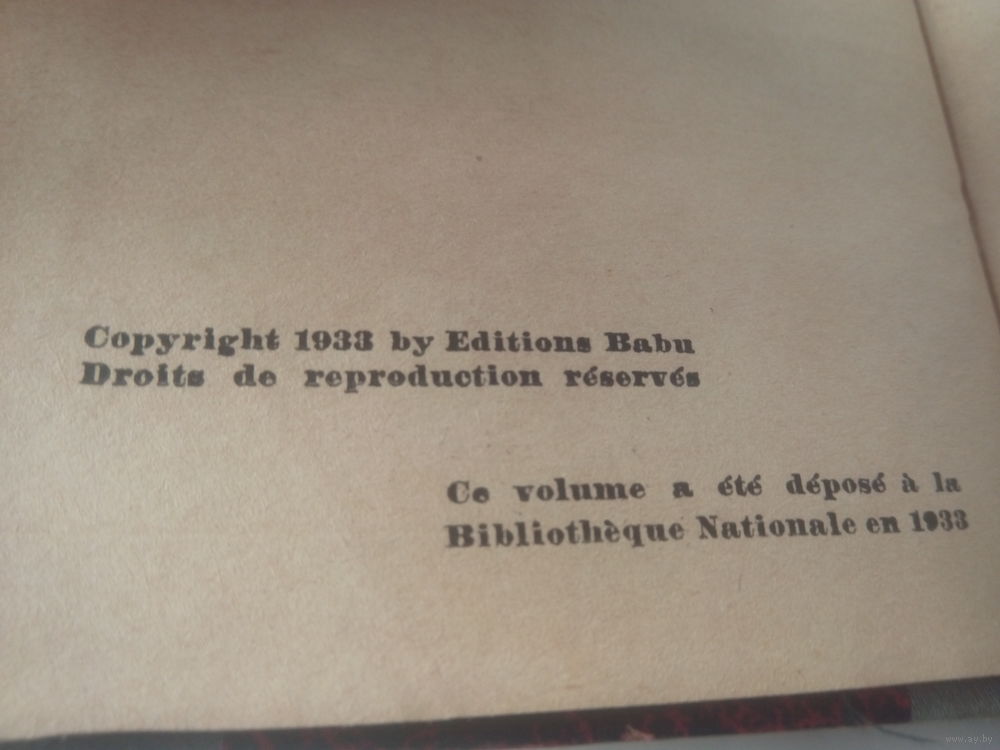 Copyright 1933 by Editions Babu
Droits de reproduction réservés
Ce volume a été déposé à la
Bibliothèque Nationale en 1933
www.ay.by